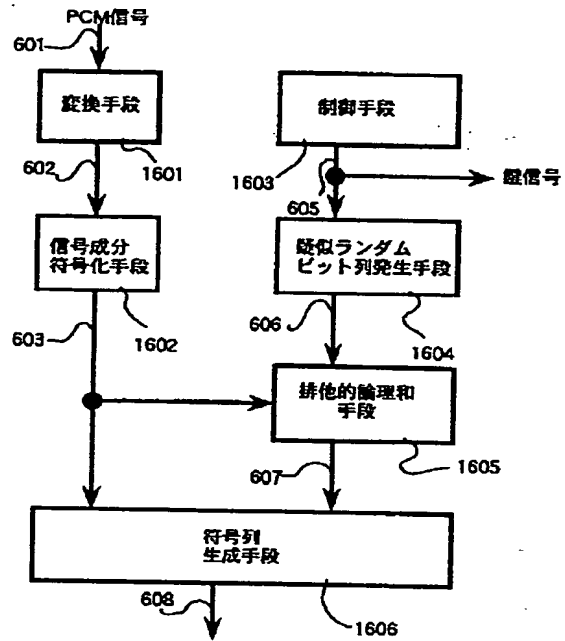 PCM信号
601
変換手段
制御手段
602
1601
1603
605
鍵信号
信号成分
符号化手段
疑似ランダム
ビット列発生手段
603
1602
606
1604
排他的論理和
手段
607
1605
符号列
生成手段
608
1606